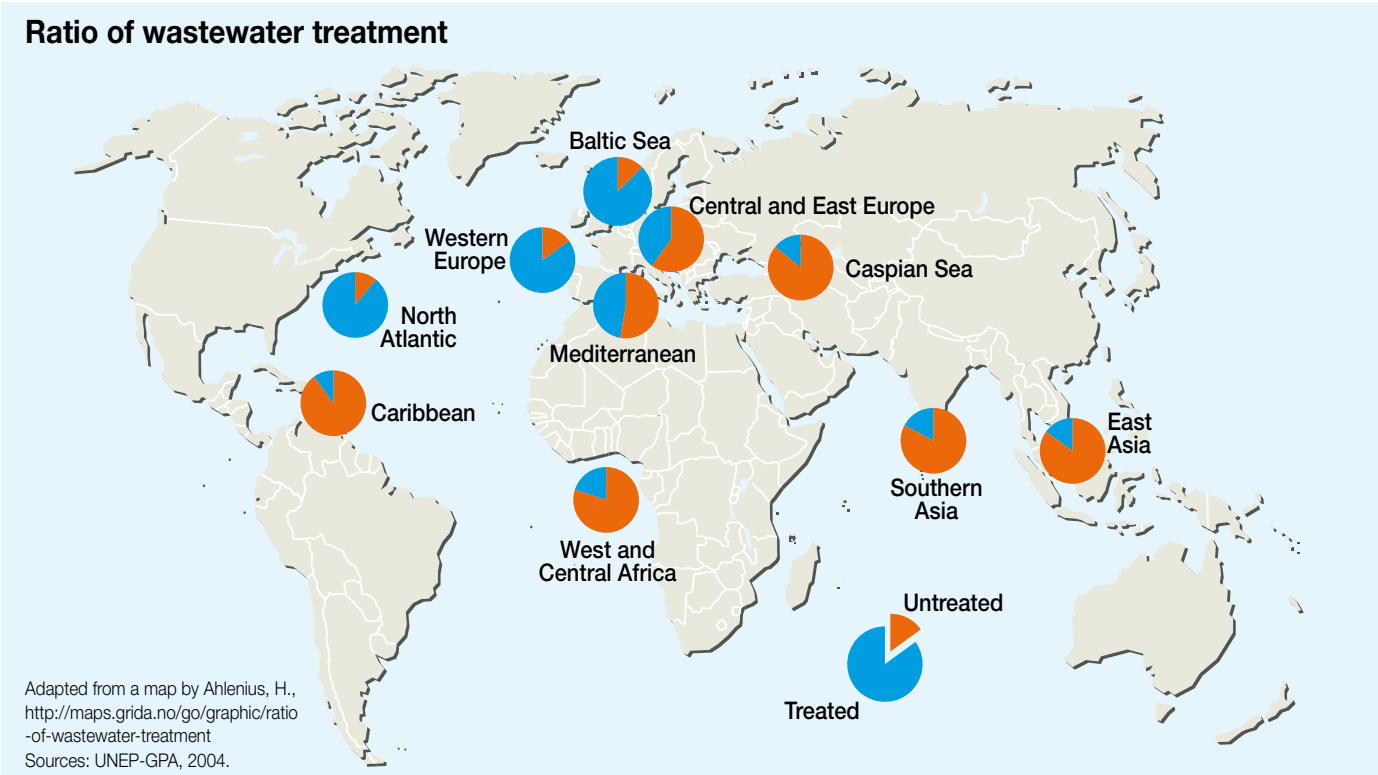 Ratio of wastewater treatment
Baltic Sea
Central and East Europe
Western
Europe
Caspian Sea
North
Atlantic
Mediterranean
Caribbean
East
Asia
Southern
Asia
West and
Central Africa
Untreated
Treated
Adapted from a map by Ahlenius, H.,
http://maps.grida.no/go/graphic/ratio
-of-wastewater-treatment
Sources: UNEP-GPA, 2004.